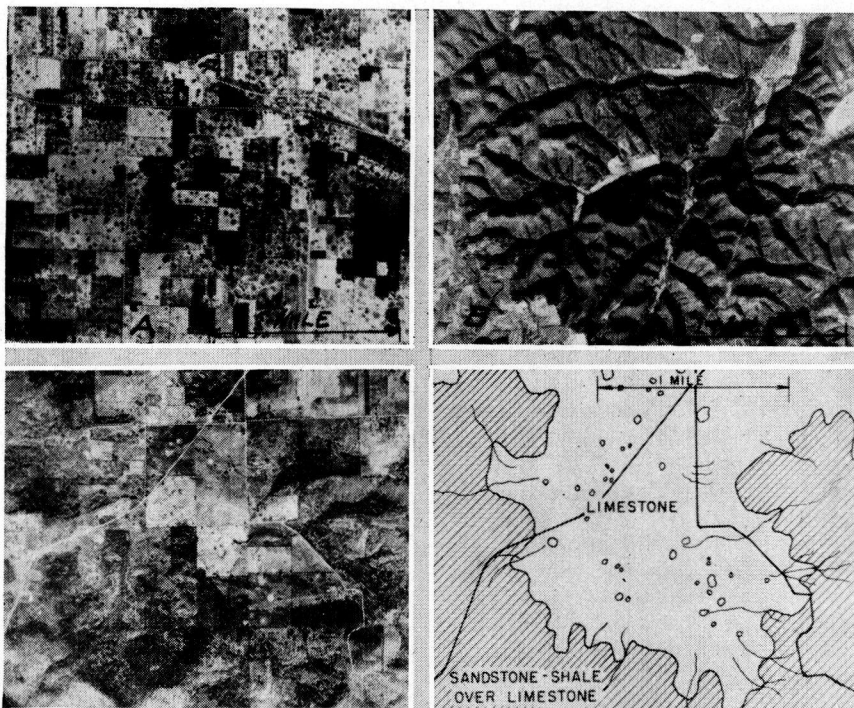 A
1 MILE
B
1 MILE
LIMESTONE
SANDSTONE-SHALE
OVER LIMESTONE